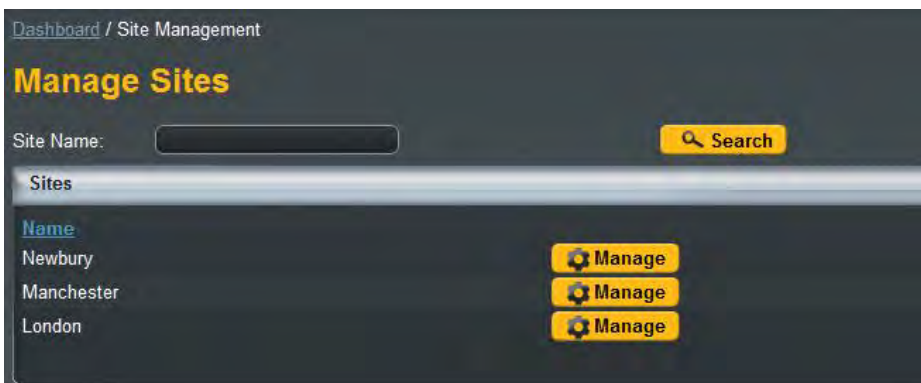 Dashboard / Site Management
Manage Sites
Site Name: Search
Sites
Name
Newbury Manage
Manchester Manage
London Manage